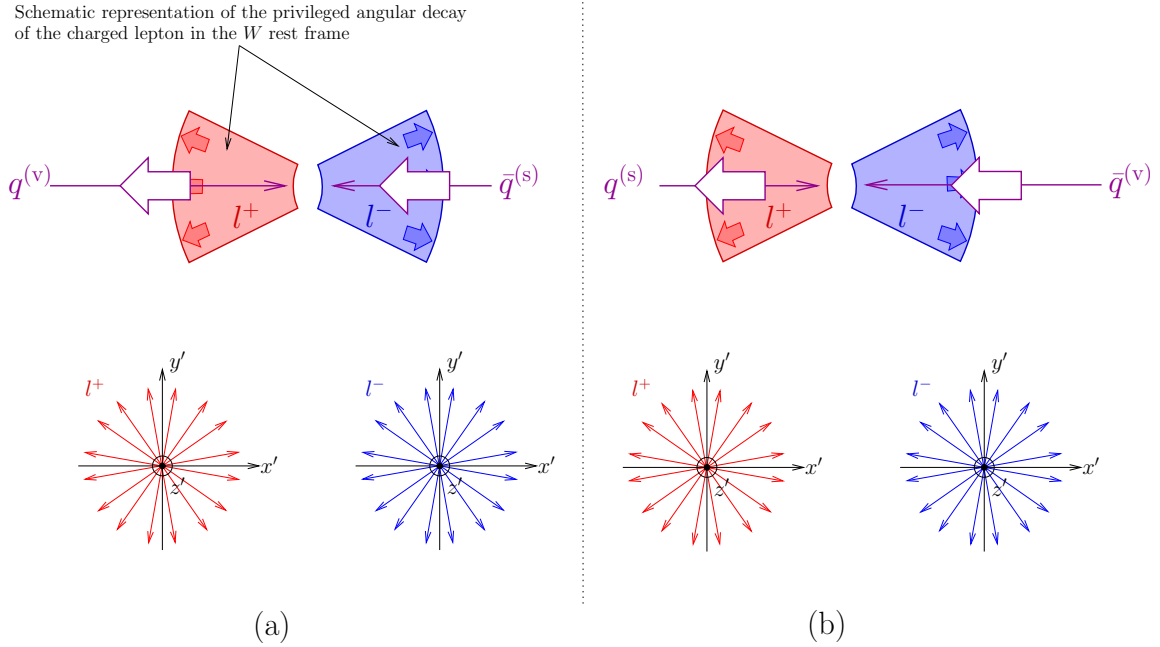 Schematic representation of the privileged angular decay
of the charged lepton in the W rest frame
q⁽ᵛ⁾ l⁺ l⁻ q̄⁽ˢ⁾
q⁽ˢ⁾ l⁺ l⁻ q̄⁽ᵛ⁾
l⁺ y′ x′ z′
l⁻ y′ x′ z′
l⁺ y′ x′ z′
l⁻ y′ x′ z′
(a)
(b)